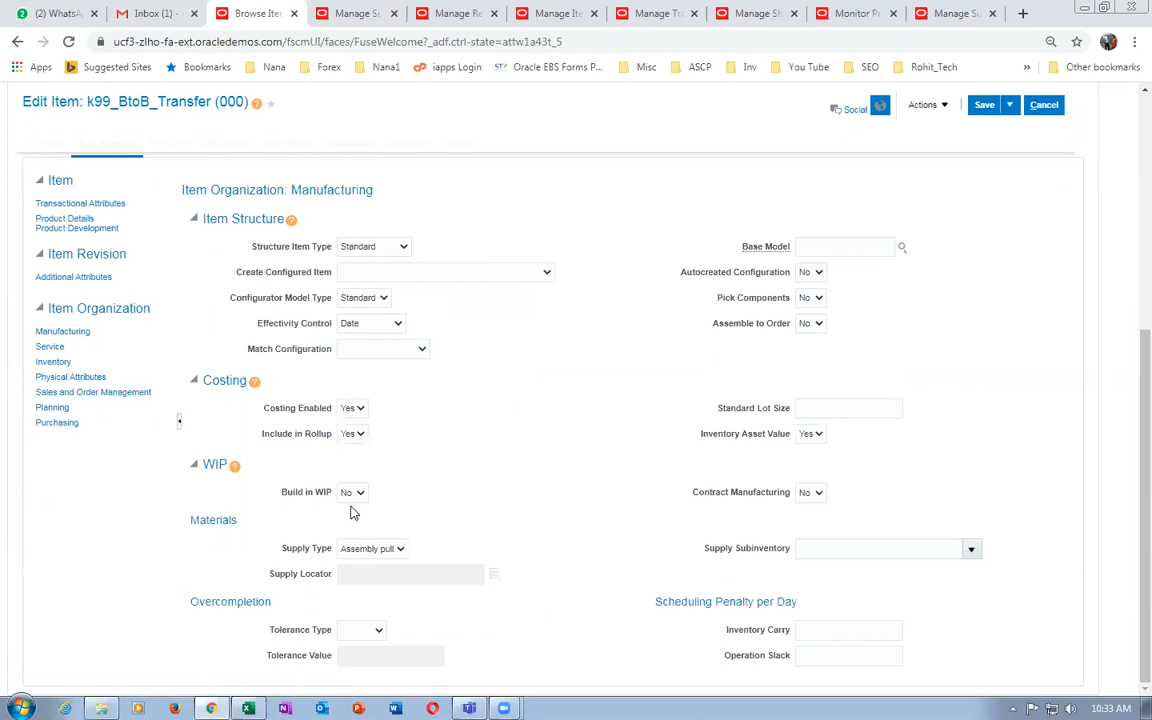 (2) WhatsA
Inbox (1) -
Browse Iter
Manage Su
Manage Re
Manage Ite
Manage Tr
Manage Sh
Monitor Pr
Manage Su
ucf3-zlho-fa-ext.oracledemos.com/fscmUI/faces/FuseWelcome?_adf.ctrl-state=attw1a43t_5
Apps Suggested Sites Bookmarks Nana Forex Nana1 iapps Login Oracle EBS Forms P... Misc ASCP Inv You Tube SEO Rohit_Tech » Other bookmarks
Edit Item: k99_BtoB_Transfer (000)
Social Actions Save Cancel
Item
Transactional Attributes
Product Details
Product Development
Item Revision
Additional Attributes
Item Organization
Manufacturing
Service
Inventory
Physical Attributes
Sales and Order Management
Planning
Purchasing
Item Organization: Manufacturing
Item Structure
Structure Item Type Standard Base Model
Create Configured Item Autocreated Configuration No
Configurator Model Type Standard Pick Components No
Effectivity Control Date Assemble to Order No
Match Configuration
Costing
Costing Enabled Yes Standard Lot Size
Include in Rollup Yes Inventory Asset Value Yes
WIP
Build in WIP No Contract Manufacturing No
Materials
Supply Type Assembly pull Supply Subinventory
Supply Locator
Overcompletion Scheduling Penalty per Day
Tolerance Type Inventory Carry
Tolerance Value Operation Slack
10:33 AM